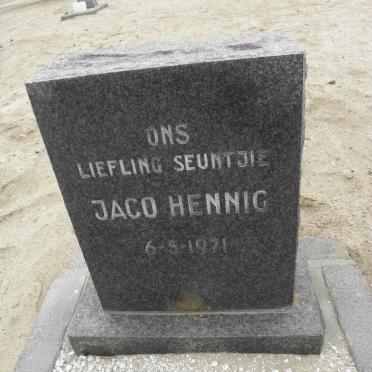 ONS
LIEFLING SEUNTJIE
JACO HENNIG
6-5-1971